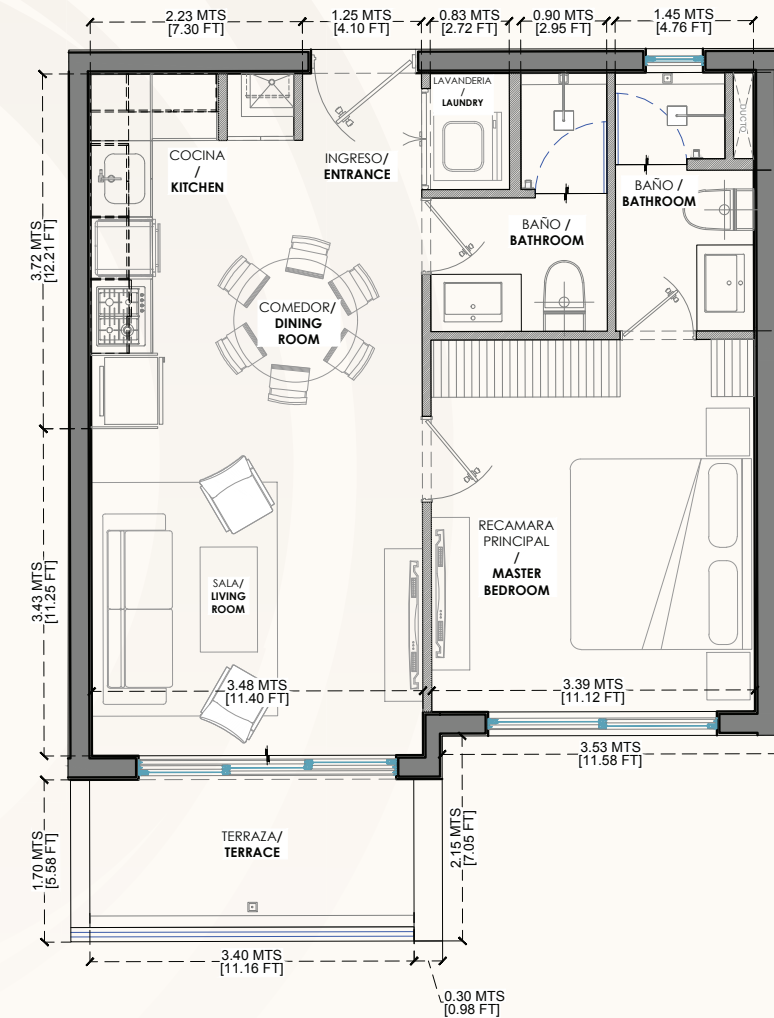 2.23 MTS
[7.30 FT]
1.25 MTS
[4.10 FT]
0.83 MTS
[2.72 FT]
0.90 MTS
[2.95 FT]
1.45 MTS
[4.76 FT]
LAVANDERIA
/
LAUNDRY
DUCTO
COCINA
/
KITCHEN
INGRESO/
ENTRANCE
BAÑO /
BATHROOM
BAÑO /
BATHROOM
3.72 MTS
[12.21 FT]
COMEDOR/
DINING
ROOM
RECAMARA
PRINCIPAL
/
MASTER
BEDROOM
3.43 MTS
[11.25 FT]
SALA/
LIVING
ROOM
3.48 MTS
[11.40 FT]
3.39 MTS
[11.12 FT]
3.53 MTS
[11.58 FT]
TERRAZA/
TERRACE
1.70 MTS
[5.58 FT]
2.15 MTS
[7.05 FT]
3.40 MTS
[11.16 FT]
0.30 MTS
[0.98 FT]